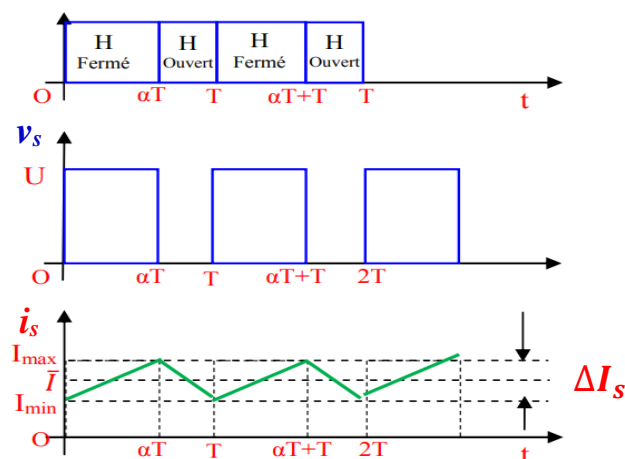 H H H H
Fermé Ouvert Fermé Ouvert
O αT T αT+T T t
vs
U
O αT T αT+T 2T
is
Imax
Ī
Imin
ΔIs
O αT T αT+T 2T t